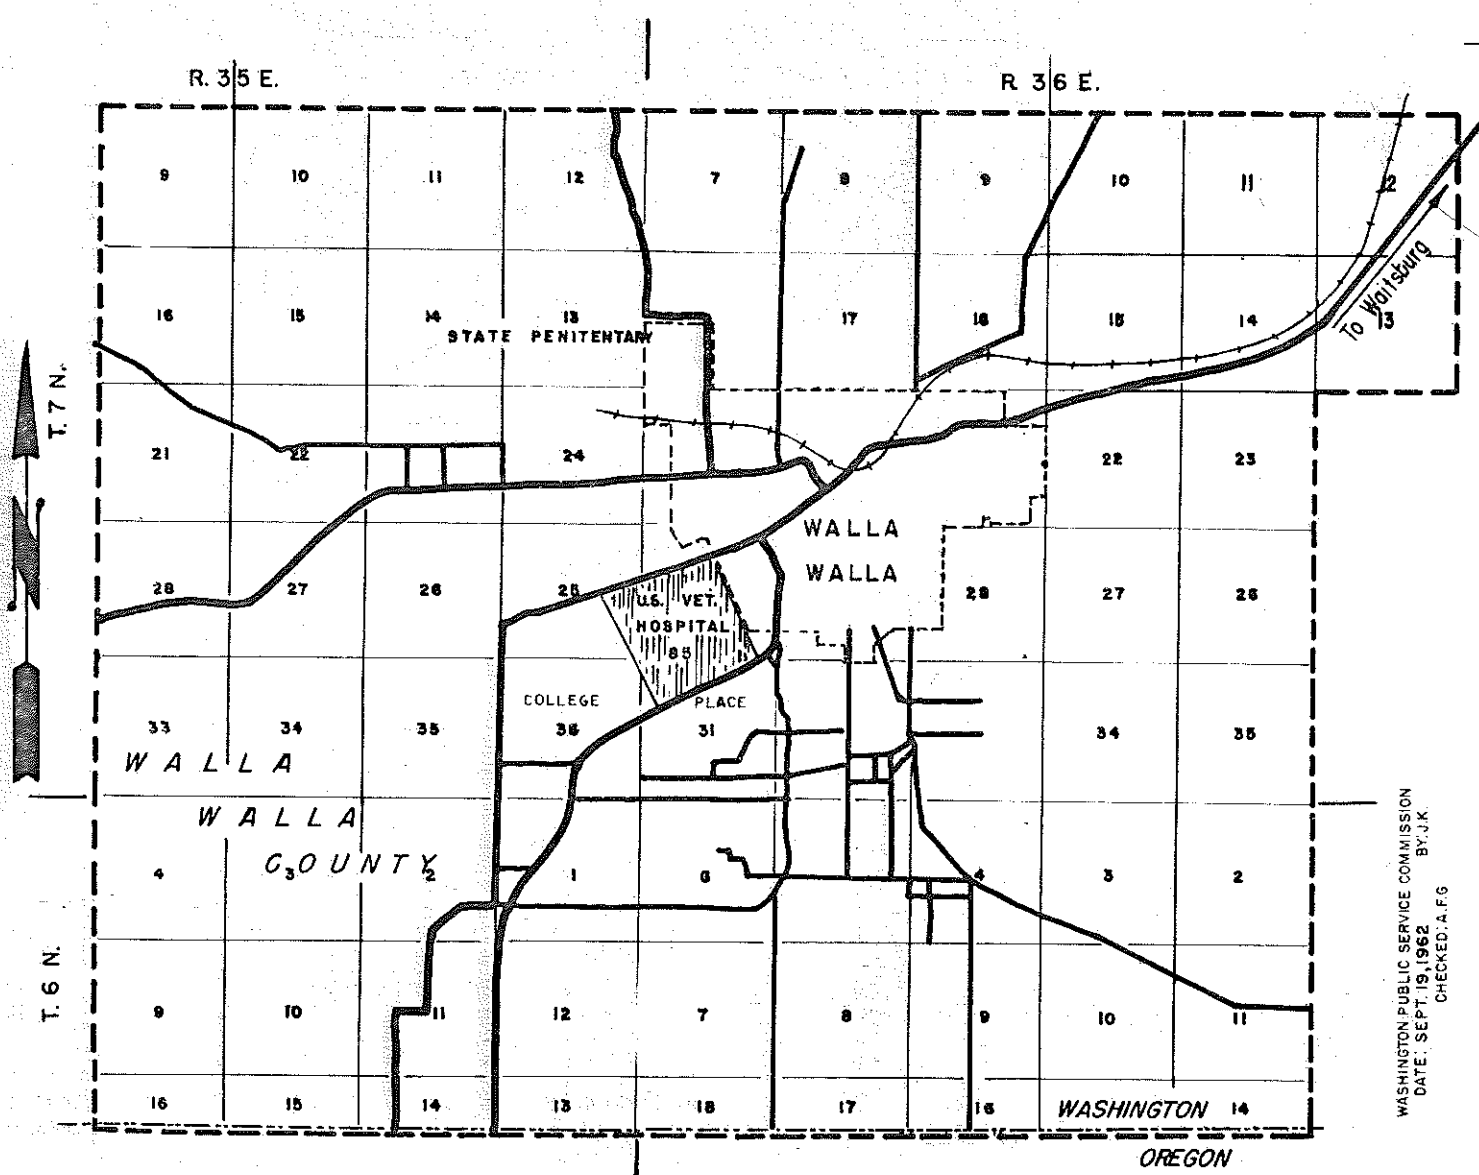 R. 35 E.
R 36 E.
9 10 11 12 7 8 9 10 11 12
16 15 14 13 17 16 15 14 13
STATE PENITENTARY
To Waitsburg
T. 7 N.
21 22 24 22 23
WALLA
WALLA
28 27 26 25 28 27 26
U.S. VET.
HOSPITAL
85
COLLEGE PLACE
33 34 35 36 31 34 35
WALLA
WALLA
COUNTY
4 3 2 1 6 4 3 2
T. 6 N.
9 10 11 12 7 8 9 10 11
16 15 14 13 18 17 16 14
WASHINGTON
OREGON
WASHINGTON PUBLIC SERVICE COMMISSION
DATE: SEPT. 19, 1962 BY: J.K.
CHECKED: A.F.G
N